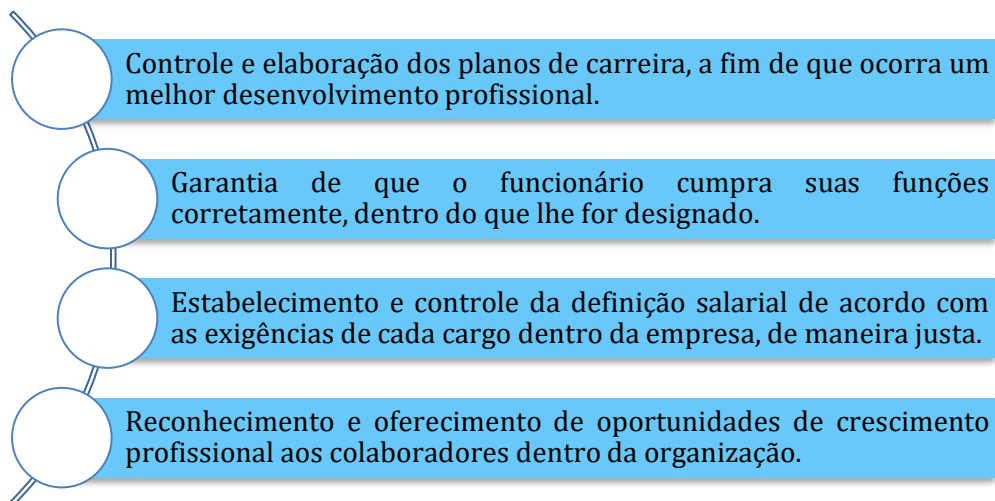 Controle e elaboração dos planos de carreira, a fim de que ocorra um
melhor desenvolvimento profissional.
Garantia de que o funcionário cumpra suas funções
corretamente, dentro do que lhe for designado.
Estabelecimento e controle da definição salarial de acordo com
as exigências de cada cargo dentro da empresa, de maneira justa.
Reconhecimento e oferecimento de oportunidades de crescimento
profissional aos colaboradores dentro da organização.